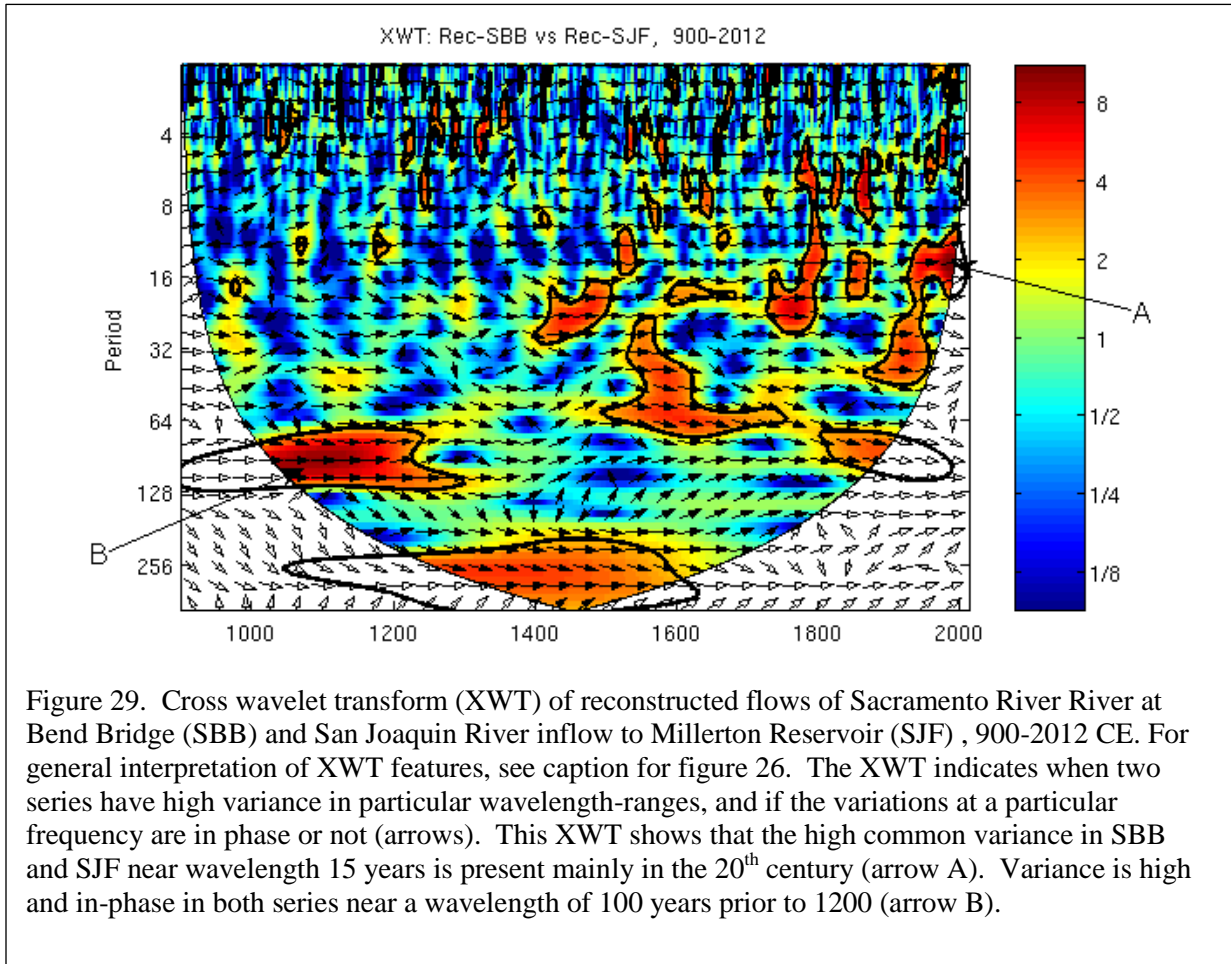 XWT: Rec-SBB vs Rec-SJF, 900-2012
Period
4
8
16
32
64
128
256
1000 1200 1400 1600 1800 2000
8
4
2
1
1/2
1/4
1/8
A
B
Figure 29. Cross wavelet transform (XWT) of reconstructed flows of Sacramento River River at
Bend Bridge (SBB) and San Joaquin River inflow to Millerton Reservoir (SJF) , 900-2012 CE. For
general interpretation of XWT features, see caption for figure 26. The XWT indicates when two
series have high variance in particular wavelength-ranges, and if the variations at a particular
frequency are in phase or not (arrows). This XWT shows that the high common variance in SBB
and SJF near wavelength 15 years is present mainly in the 20th century (arrow A). Variance is high
and in-phase in both series near a wavelength of 100 years prior to 1200 (arrow B).